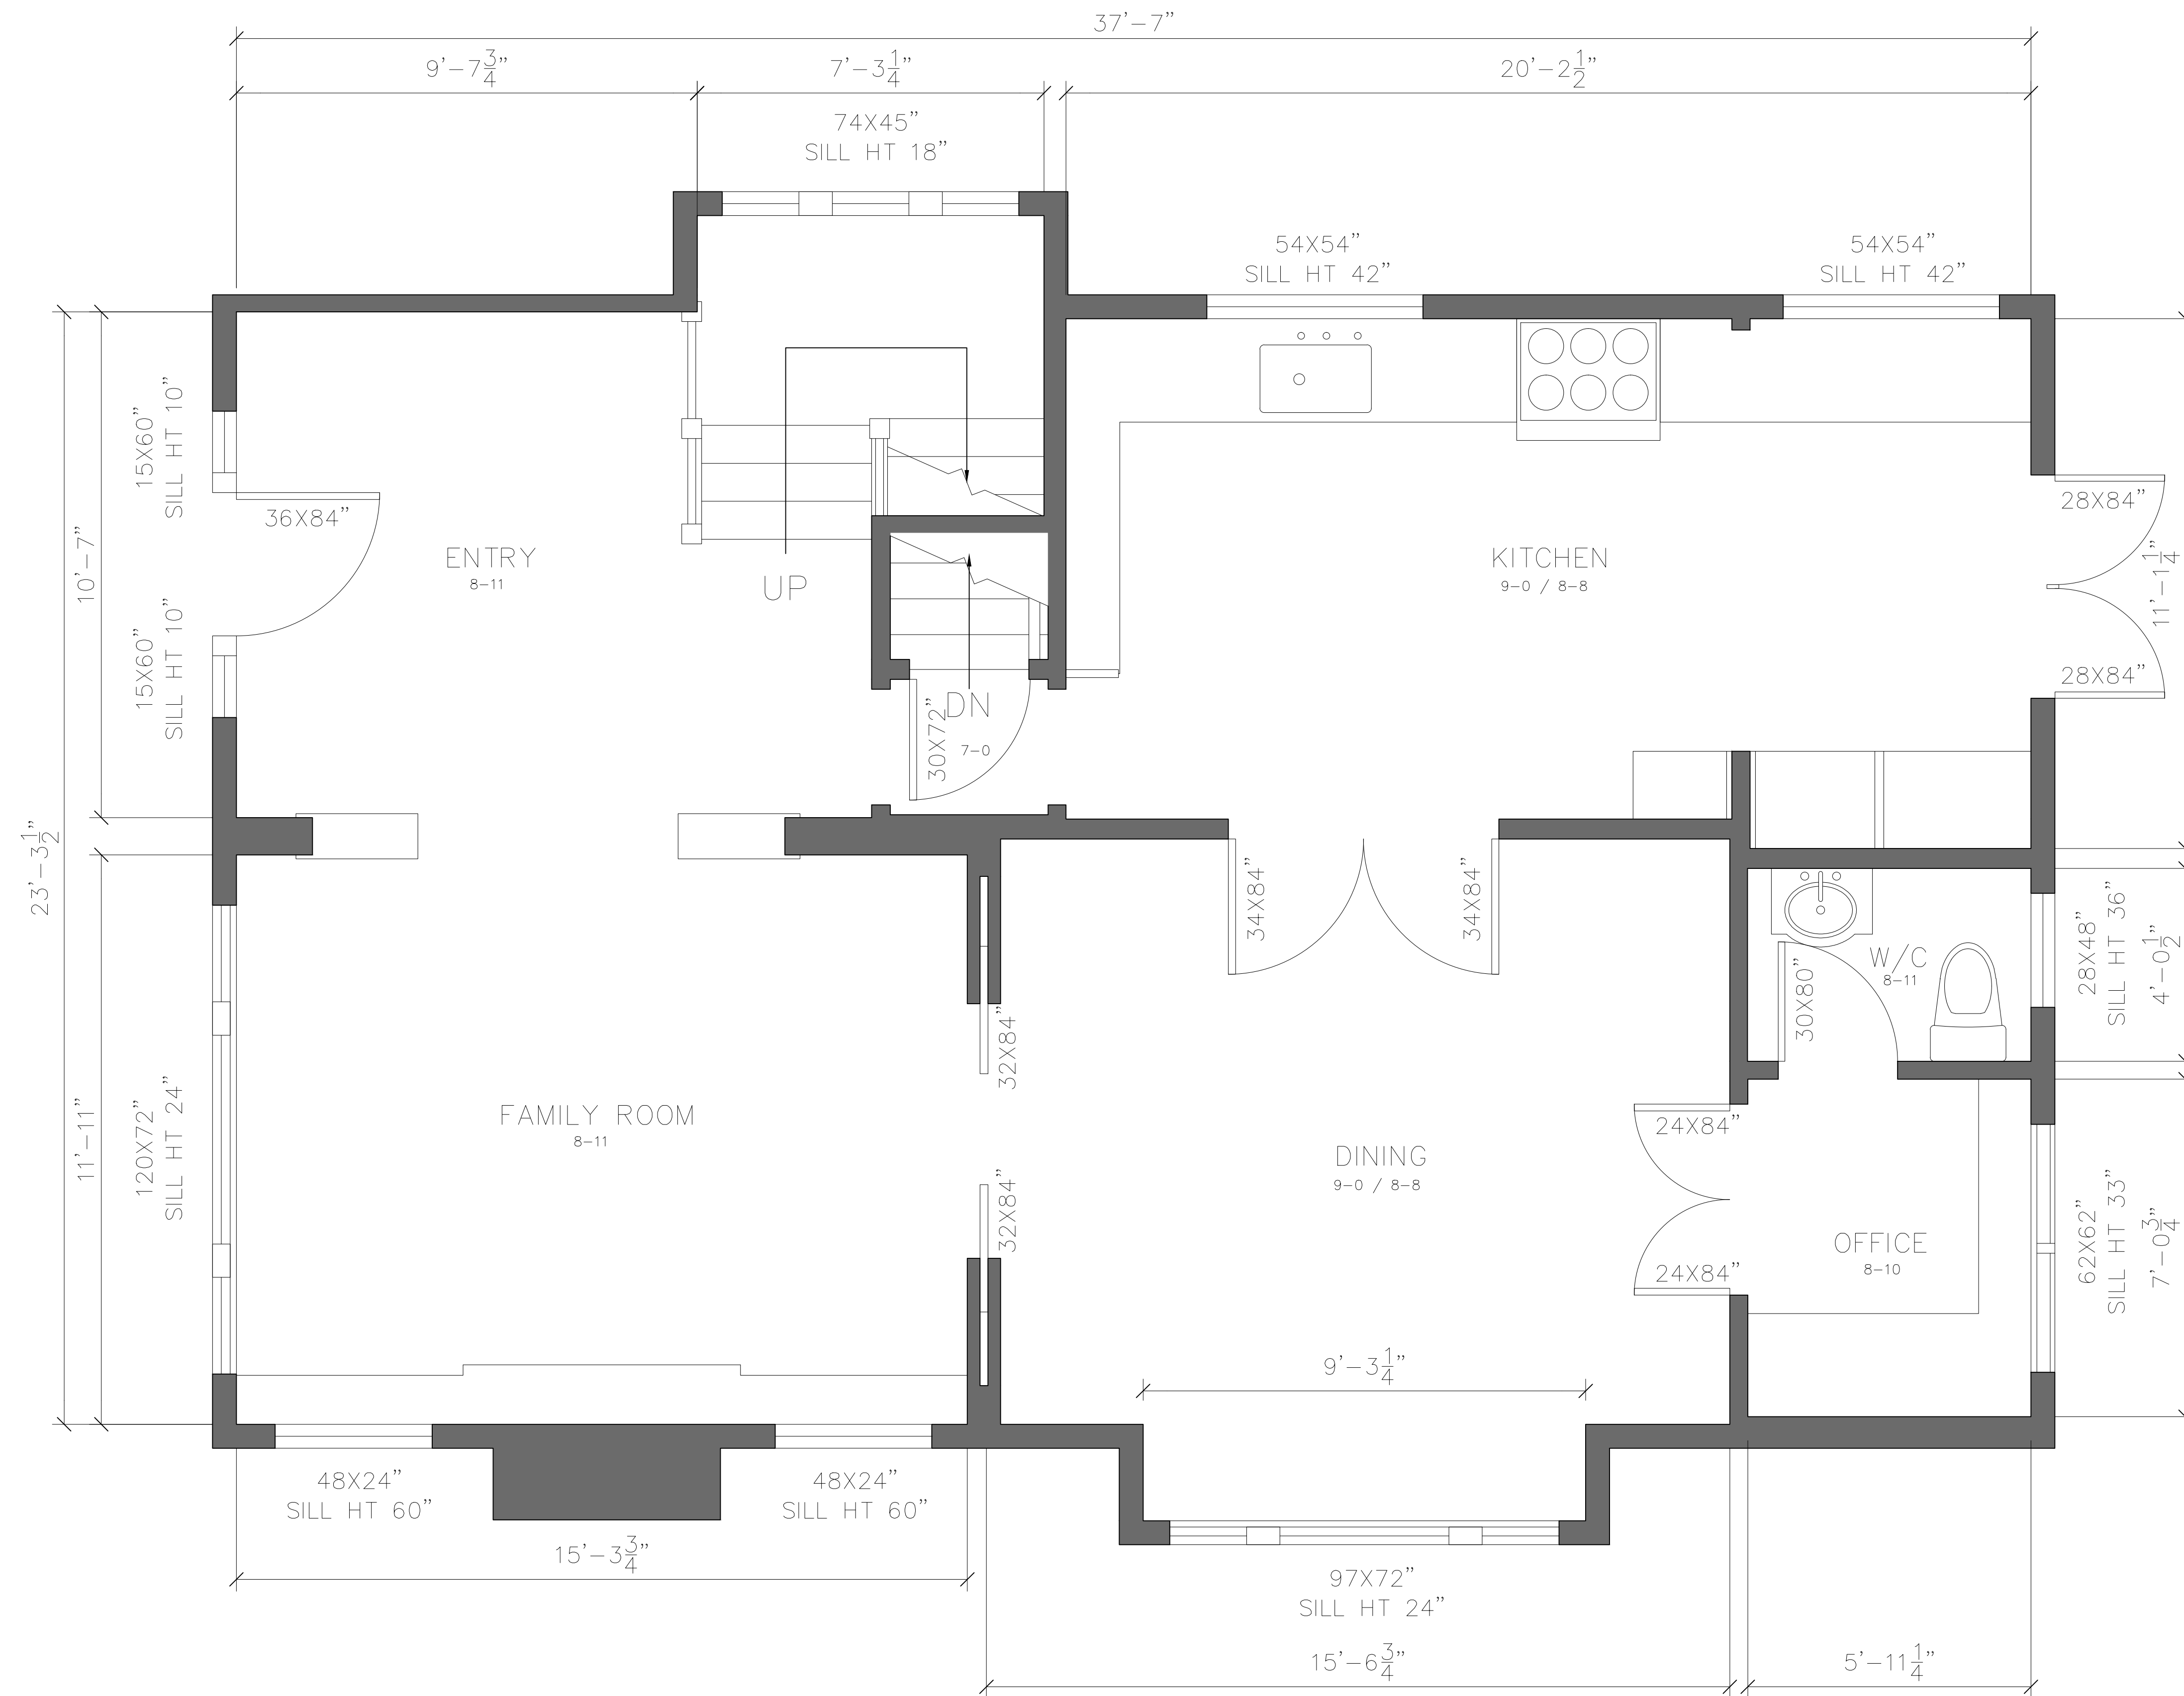 37'-7"
9'-7 3/4"
7'-3 1/4"
20'-2 1/2"
74X45"
SILL HT 18"
54X54"
SILL HT 42"
54X54"
SILL HT 42"
15X60"
SILL HT 10"
36X84"
28X84"
10'-7"
ENTRY
8-11
UP
KITCHEN
9-0 / 8-8
11'-1 1/4"
15X60"
SILL HT 10"
28X84"
DN
30X72"
7-0
23'-3 1/2"
34X84"
34X84"
28X48"
SILL HT 36"
4'-0 1/2"
W/C
8-11
30X80"
32X84"
11'-11"
120X72"
SILL HT 24"
FAMILY ROOM
8-11
24X84"
DINING
9-0 / 8-8
32X84"
OFFICE
8-10
62X62"
SILL HT 33"
7'-0 3/4"
24X84"
9'-3 1/4"
48X24"
SILL HT 60"
48X24"
SILL HT 60"
15'-3 3/4"
97X72"
SILL HT 24"
15'-6 3/4"
5'-11 1/4"